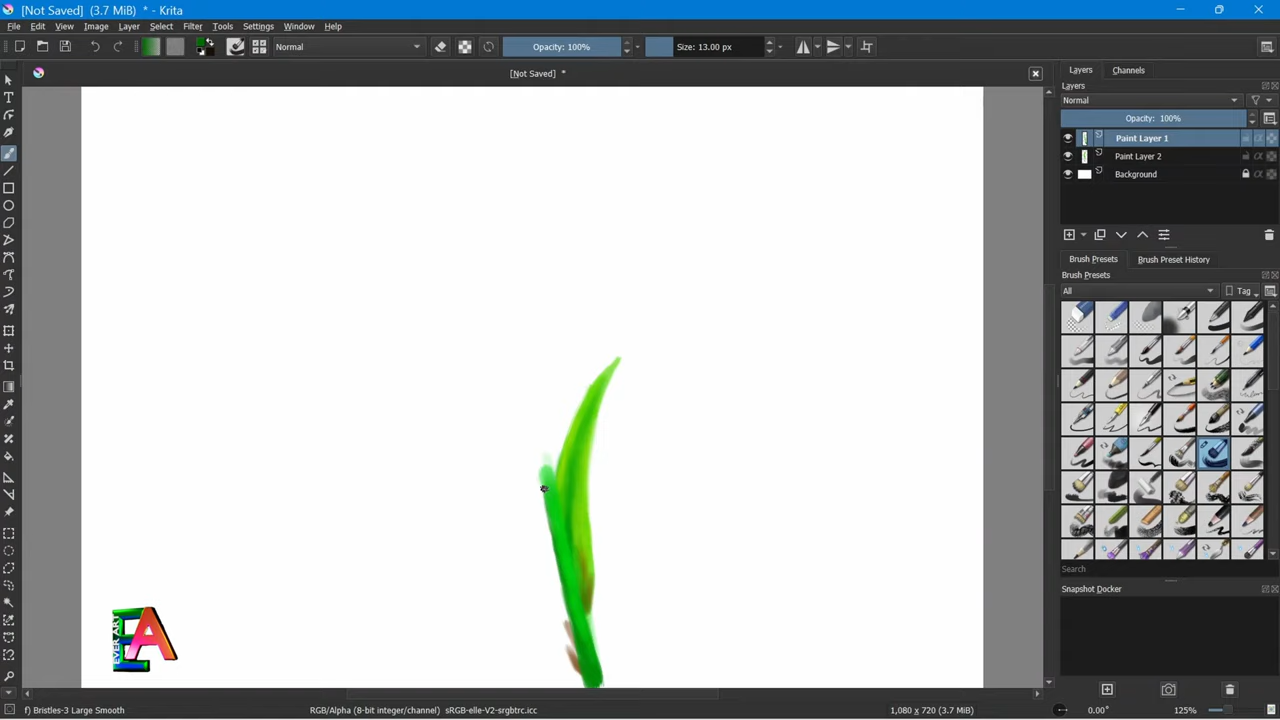 [Not Saved] (3.7 MiB) * - Krita
File Edit View Image Layer Select Filter Tools Settings Window Help
Normal Opacity: 100% Size: 13.00 px
[Not Saved] *
Layers Channels
Layers
Normal
Opacity: 100%
Paint Layer 1
Paint Layer 2
Background
Brush Presets Brush Preset History
Brush Presets
All Tag
Search
Snapshot Docker
EVER ART
EA
f) Bristles-3 Large Smooth RGB/Alpha (8-bit integer/channel) sRGB-elle-V2-srgbtrc.icc 1,080 x 720 (3.7 MiB) 0.00° 125%